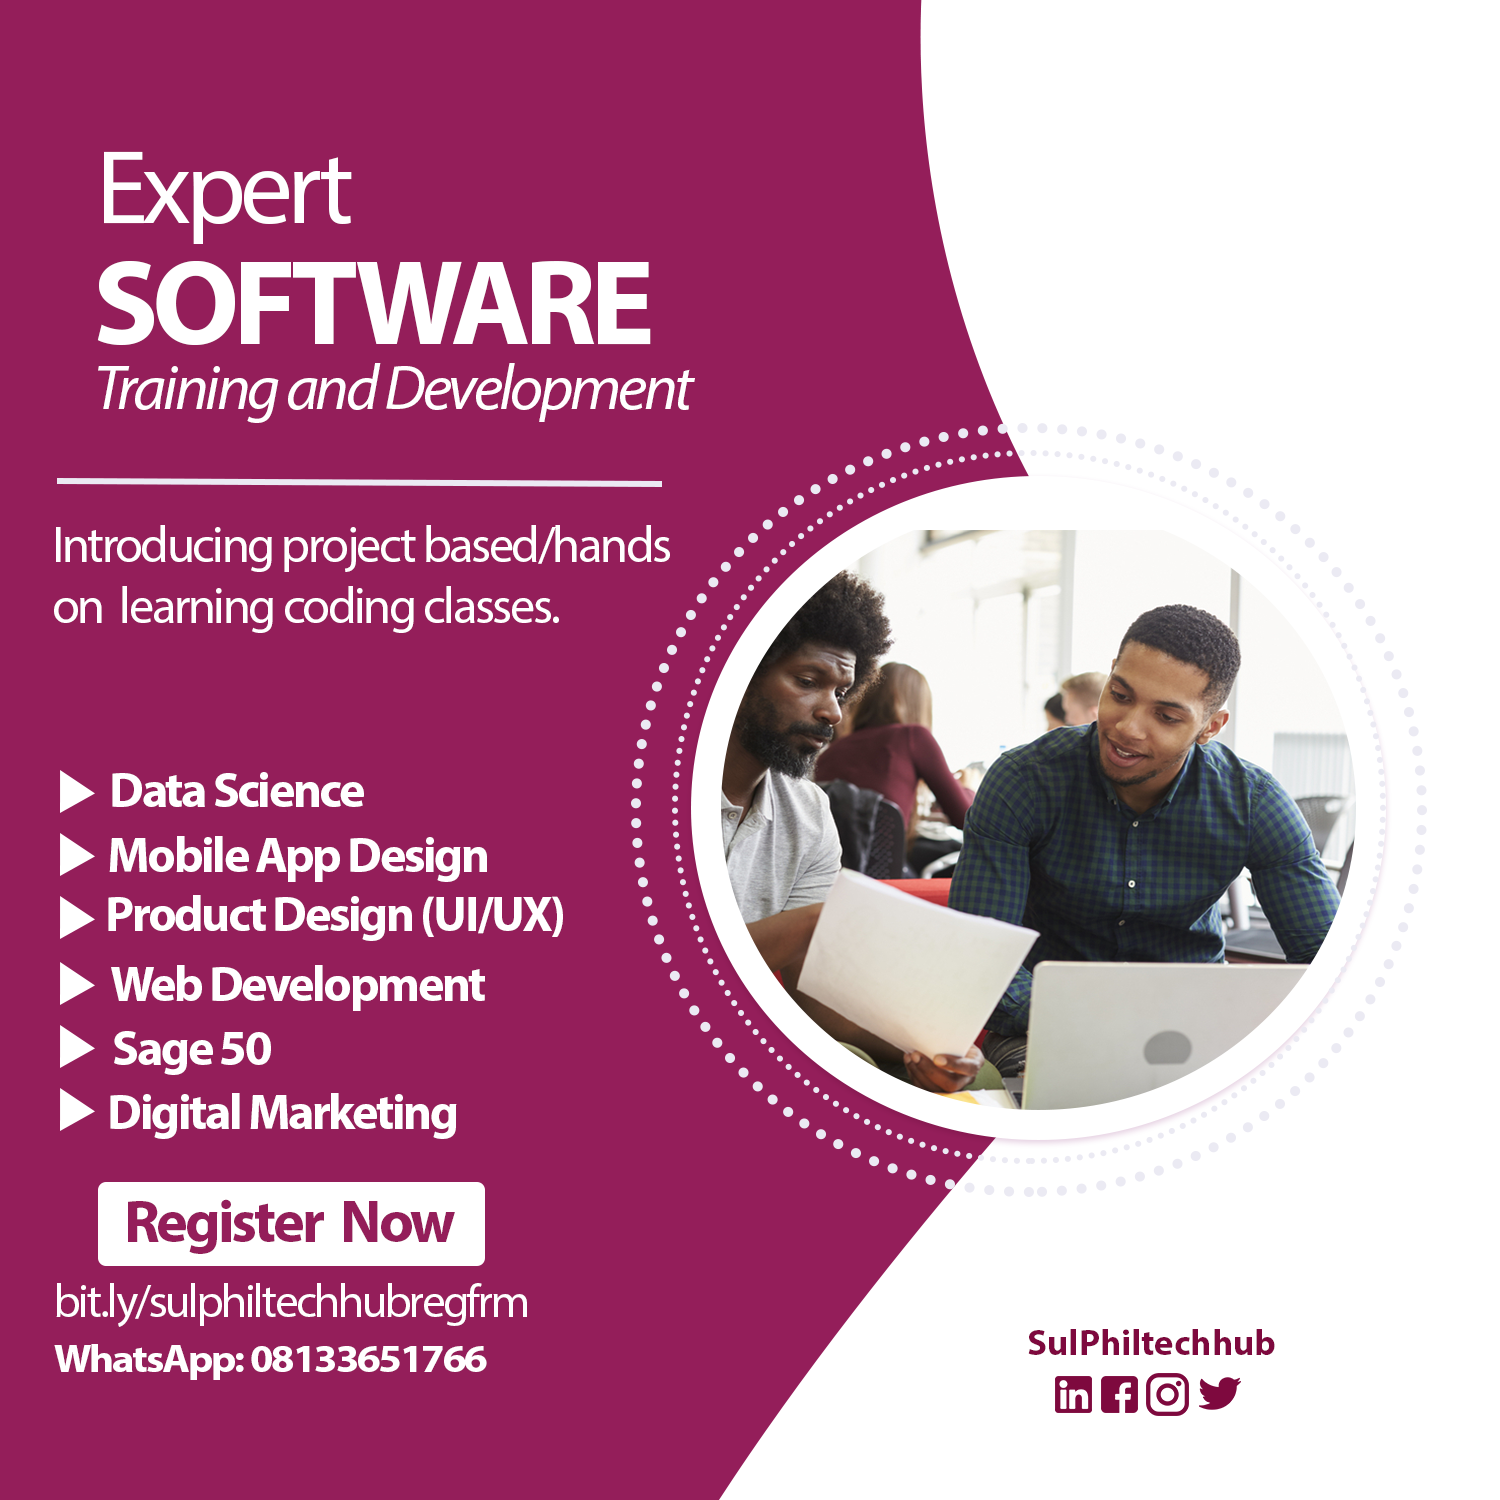 Expert
SOFTWARE
Training and Development
Introducing project based/hands
on learning coding classes.
Data Science
Mobile App Design
Product Design (UI/UX)
Web Development
Sage 50
Digital Marketing
Register Now
bit.ly/sulphiltechhubregfrm
WhatsApp: 08133651766
SulPhiltechhub